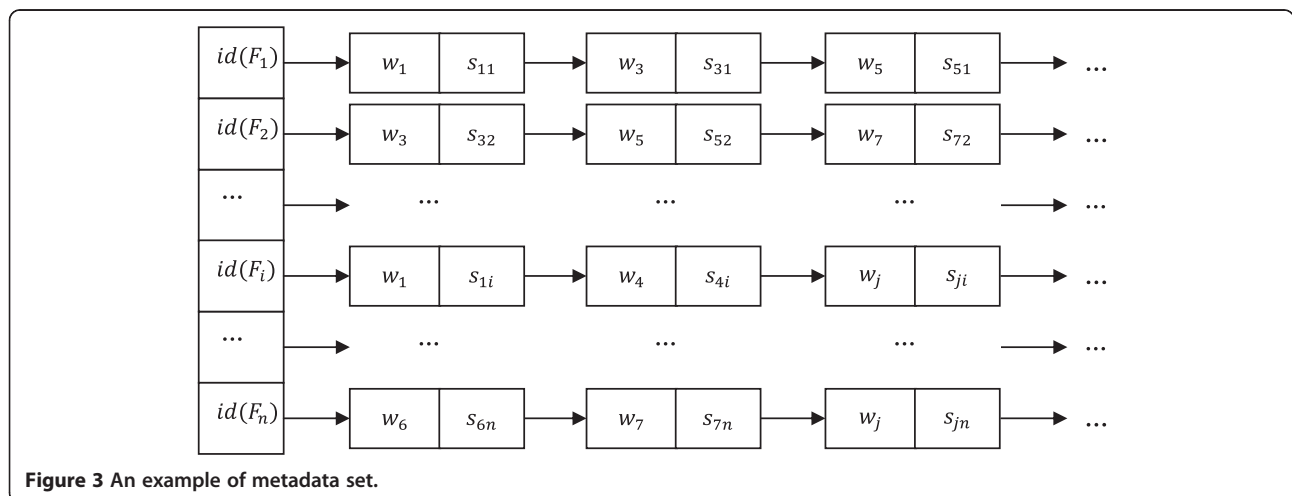 id(F₁) w₁ s₁₁ w₃ s₃₁ w₅ s₅₁ ...
id(F₂) w₃ s₃₂ w₅ s₅₂ w₇ s₇₂ ...
... ... ... ... ...
id(Fᵢ) w₁ s₁ᵢ w₄ s₄ᵢ wⱼ sⱼᵢ ...
... ... ... ... ...
id(Fₙ) w₆ s₆ₙ w₇ s₇ₙ wⱼ sⱼₙ ...
Figure 3 An example of metadata set.